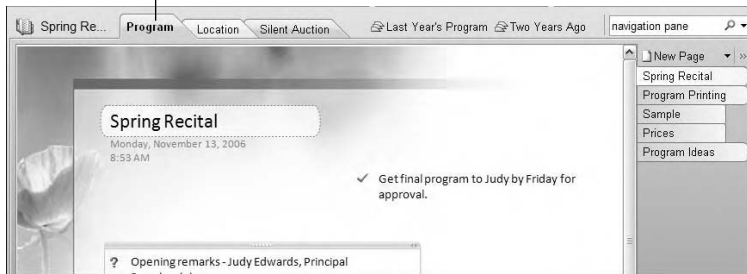 Spring Re... Program Location Silent Auction Last Year's Program Two Years Ago navigation pane
New Page
Spring Recital
Program Printing
Sample
Prices
Program Ideas
Spring Recital
Monday, November 13, 2006
8:53 AM
Get final program to Judy by Friday for
approval.
? Opening remarks - Judy Edwards, Principal